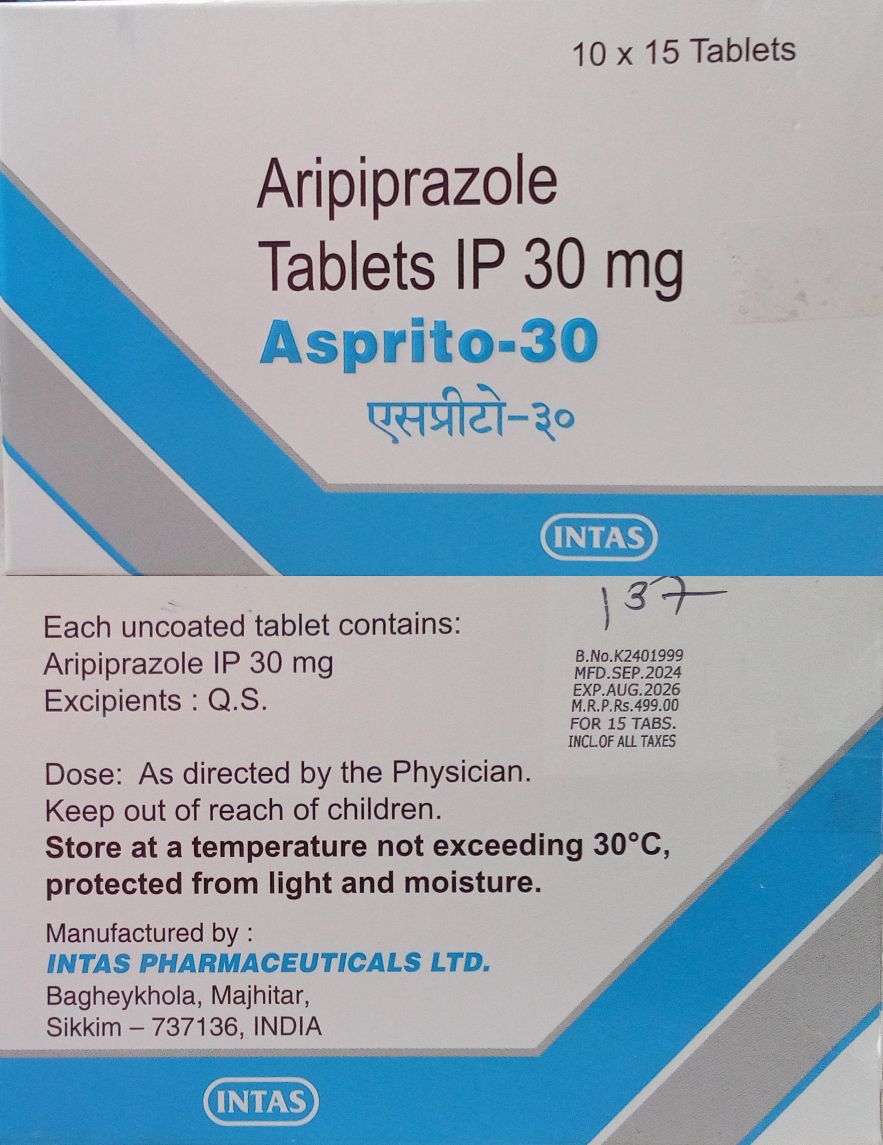 10 x 15 Tablets
Aripiprazole
Tablets IP 30 mg
Asprito-30
एसप्रीटो-३०
INTAS
137
Each uncoated tablet contains:
Aripiprazole IP 30 mg
Excipients : Q.S.
B.No.K2401999
MFD.SEP.2024
EXP.AUG.2026
M.R.P.Rs.499.00
FOR 15 TABS.
INCL.OF ALL TAXES
Dose: As directed by the Physician.
Keep out of reach of children.
Store at a temperature not exceeding 30°C,
protected from light and moisture.
Manufactured by :
INTAS PHARMACEUTICALS LTD.
Bagheykhola, Majhitar,
Sikkim – 737136, INDIA
INTAS